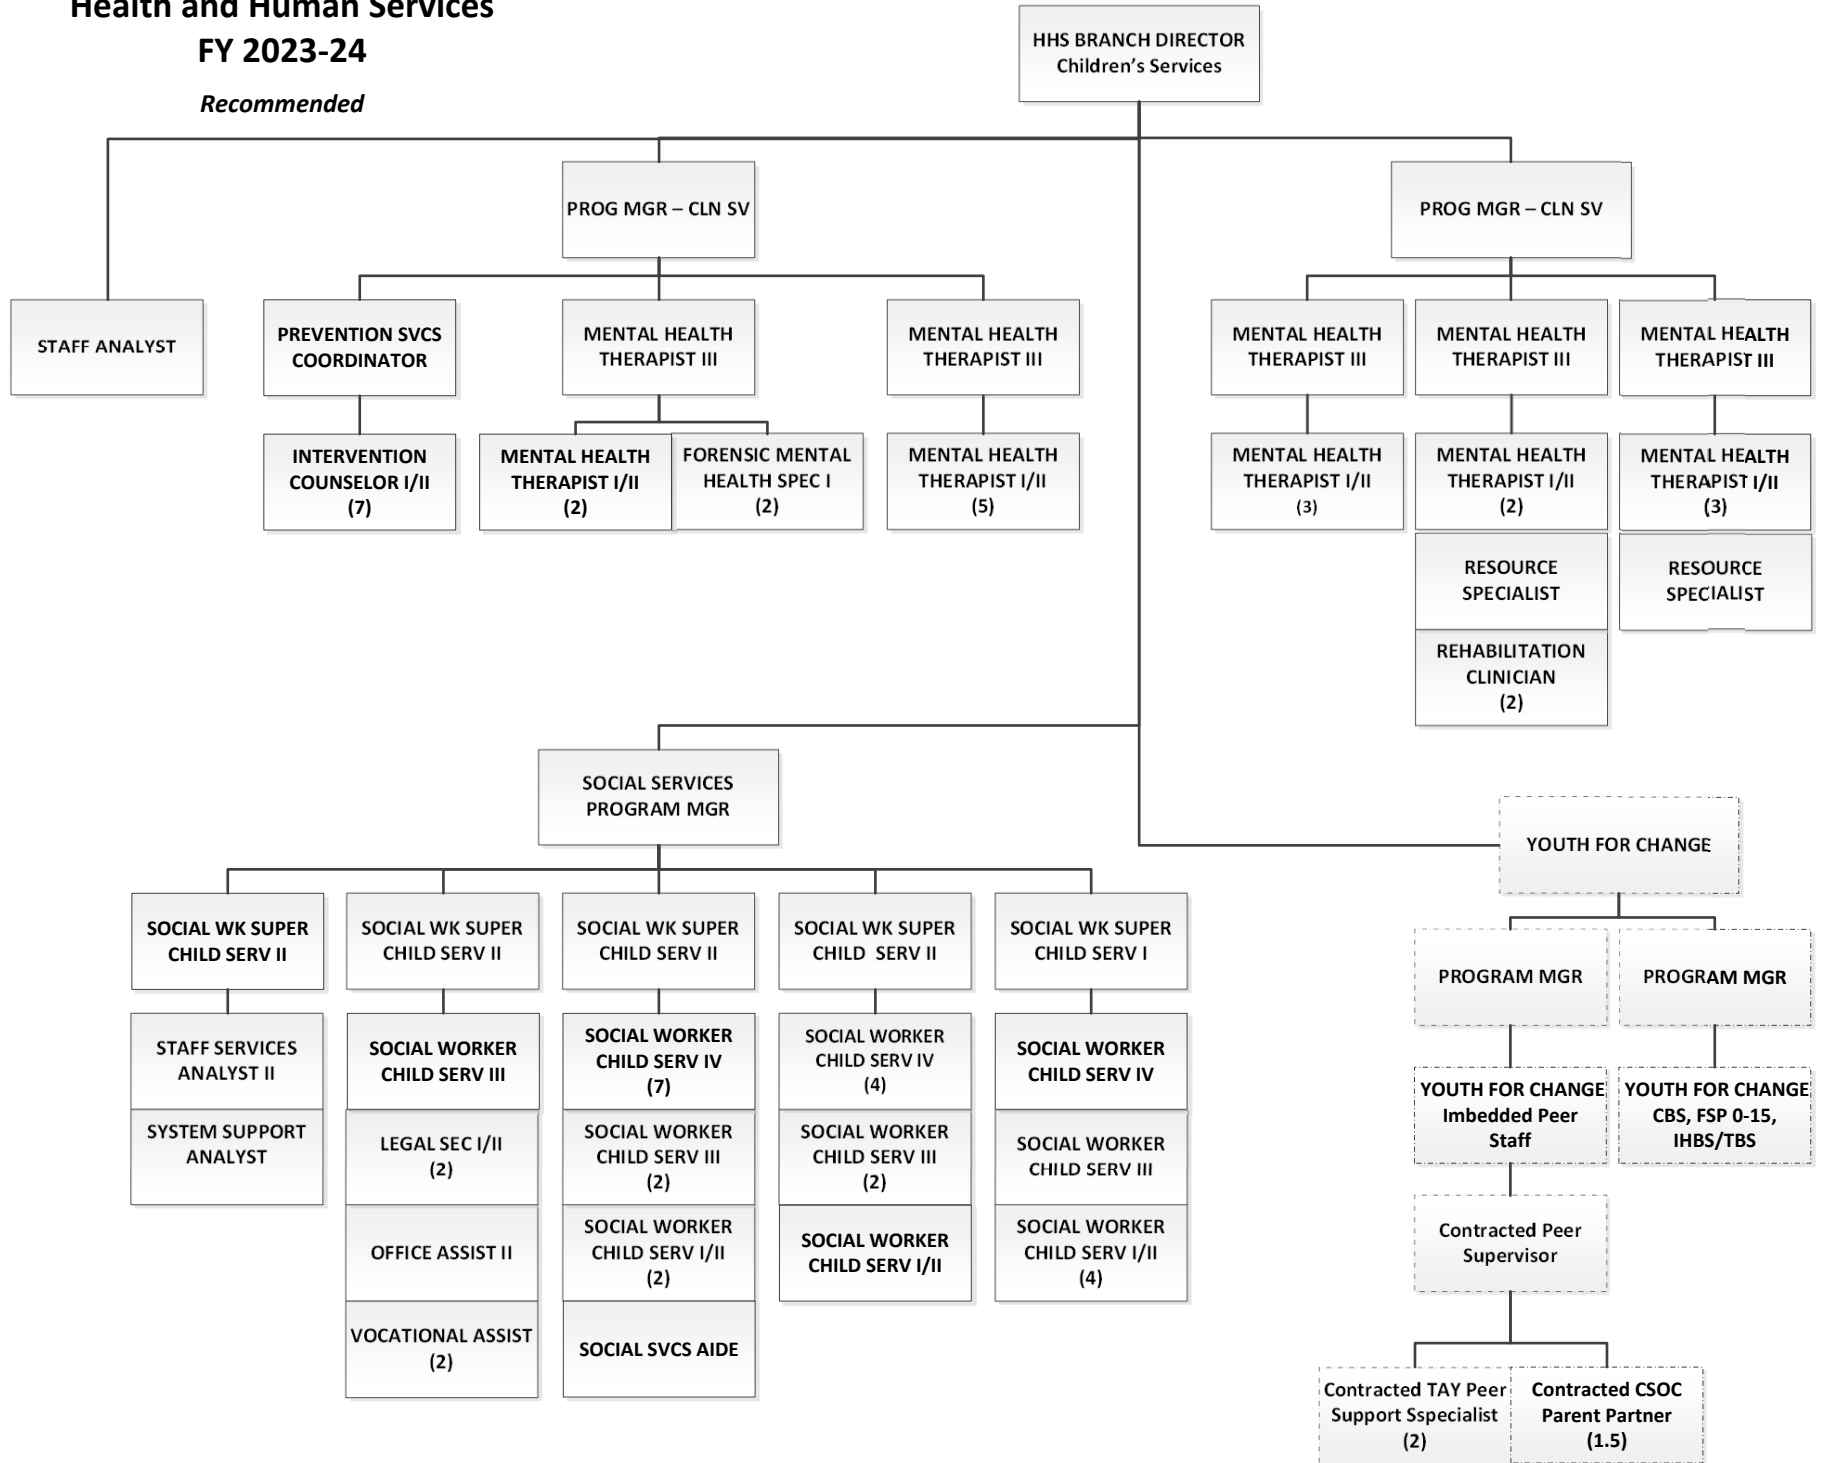 Health and Human Services
FY 2023-24
Recommended
HHS BRANCH DIRECTOR
Children's Services
PROG MGR – CLN SV
PROG MGR – CLN SV
STAFF ANALYST
PREVENTION SVCS
COORDINATOR
MENTAL HEALTH
THERAPIST III
MENTAL HEALTH
THERAPIST III
MENTAL HEALTH
THERAPIST III
MENTAL HEALTH
THERAPIST III
MENTAL HEALTH
THERAPIST III
INTERVENTION
COUNSELOR I/II
(7)
MENTAL HEALTH
THERAPIST I/II
(2)
FORENSIC MENTAL
HEALTH SPEC I
(2)
MENTAL HEALTH
THERAPIST I/II
(5)
MENTAL HEALTH
THERAPIST I/II
(3)
MENTAL HEALTH
THERAPIST I/II
(2)
MENTAL HEALTH
THERAPIST I/II
(3)
RESOURCE
SPECIALIST
RESOURCE
SPECIALIST
REHABILITATION
CLINICIAN
(2)
SOCIAL SERVICES
PROGRAM MGR
YOUTH FOR CHANGE
SOCIAL WK SUPER
CHILD SERV II
SOCIAL WK SUPER
CHILD SERV II
SOCIAL WK SUPER
CHILD SERV II
SOCIAL WK SUPER
CHILD SERV II
SOCIAL WK SUPER
CHILD SERV I
PROGRAM MGR
PROGRAM MGR
STAFF SERVICES
ANALYST II
SOCIAL WORKER
CHILD SERV III
SOCIAL WORKER
CHILD SERV IV
(7)
SOCIAL WORKER
CHILD SERV IV
(4)
SOCIAL WORKER
CHILD SERV IV
YOUTH FOR CHANGE
Imbedded Peer
Staff
YOUTH FOR CHANGE
CBS, FSP 0-15,
IHBS/TBS
SYSTEM SUPPORT
ANALYST
LEGAL SEC I/II
(2)
SOCIAL WORKER
CHILD SERV III
(2)
SOCIAL WORKER
CHILD SERV III
(2)
SOCIAL WORKER
CHILD SERV III
OFFICE ASSIST II
SOCIAL WORKER
CHILD SERV I/II
(2)
SOCIAL WORKER
CHILD SERV I/II
SOCIAL WORKER
CHILD SERV I/II
(4)
Contracted Peer
Supervisor
VOCATIONAL ASSIST
(2)
SOCIAL SVCS AIDE
Contracted TAY Peer
Support Sspecialist
(2)
Contracted CSOC
Parent Partner
(1.5)